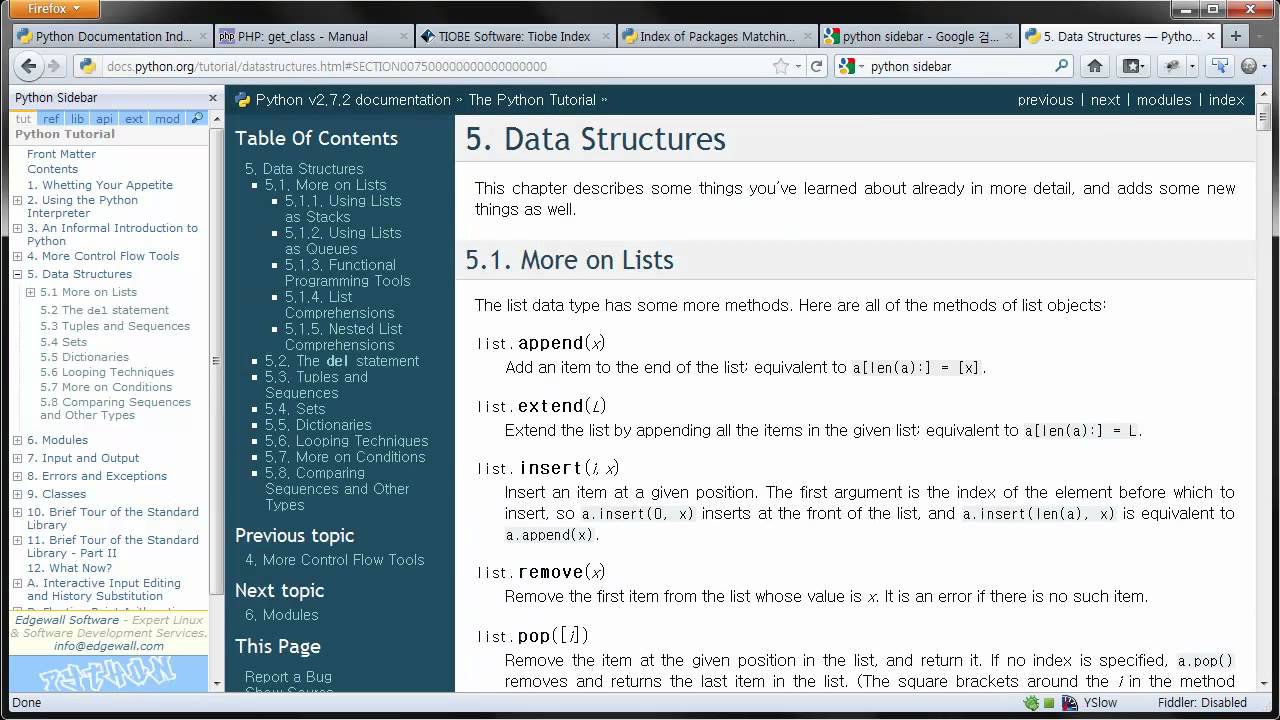 Firefox
Python Documentation Ind...
PHP: get_class - Manual
TIOBE Software: Tiobe Index
Index of Packages Matchin...
python sidebar - Google 검...
5. Data Structures — Pytho...
docs.python.org/tutorial/datastructures.html#SECTION007500000000000000000
python sidebar
Python Sidebar
tut ref lib api ext mod
Python Tutorial
Front Matter
Contents
1. Whetting Your Appetite
2. Using the Python
Interpreter
3. An Informal Introduction to
Python
4. More Control Flow Tools
5. Data Structures
5.1 More on Lists
5.2 The del statement
5.3 Tuples and Sequences
5.4 Sets
5.5 Dictionaries
5.6 Looping Techniques
5.7 More on Conditions
5.8 Comparing Sequences
and Other Types
6. Modules
7. Input and Output
8. Errors and Exceptions
9. Classes
10. Brief Tour of the Standard
Library
11. Brief Tour of the Standard
Library - Part II
12. What Now?
A. Interactive Input Editing
and History Substitution
Edgewall Software - Expert Linux
& Software Development Services.
info@edgewall.com
PYTHON
Python v2.7.2 documentation » The Python Tutorial »
previous | next | modules | index
Table Of Contents
5. Data Structures
5.1. More on Lists
5.1.1. Using Lists
as Stacks
5.1.2. Using Lists
as Queues
5.1.3. Functional
Programming Tools
5.1.4. List
Comprehensions
5.1.5. Nested List
Comprehensions
5.2. The del statement
5.3. Tuples and
Sequences
5.4. Sets
5.5. Dictionaries
5.6. Looping Techniques
5.7. More on Conditions
5.8. Comparing
Sequences and Other
Types
Previous topic
4. More Control Flow Tools
Next topic
6. Modules
This Page
Report a Bug
Show Source
5. Data Structures
This chapter describes some things you've learned about already in more detail, and adds some new
things as well.
5.1. More on Lists
The list data type has some more methods. Here are all of the methods of list objects:
list.append(x)
Add an item to the end of the list; equivalent to a[len(a):] = [x].
list.extend(L)
Extend the list by appending all the items in the given list; equivalent to a[len(a):] = L.
list.insert(i, x)
Insert an item at a given position. The first argument is the index of the element before which to
insert, so a.insert(0, x) inserts at the front of the list, and a.insert(len(a), x) is equivalent to
a.append(x).
list.remove(x)
Remove the first item from the list whose value is x. It is an error if there is no such item.
list.pop([i])
Remove the item at the given position in the list, and return it. If no index is specified, a.pop()
removes and returns the last item in the list. (The square brackets around the i in the method
Done
YSlow
Fiddler: Disabled